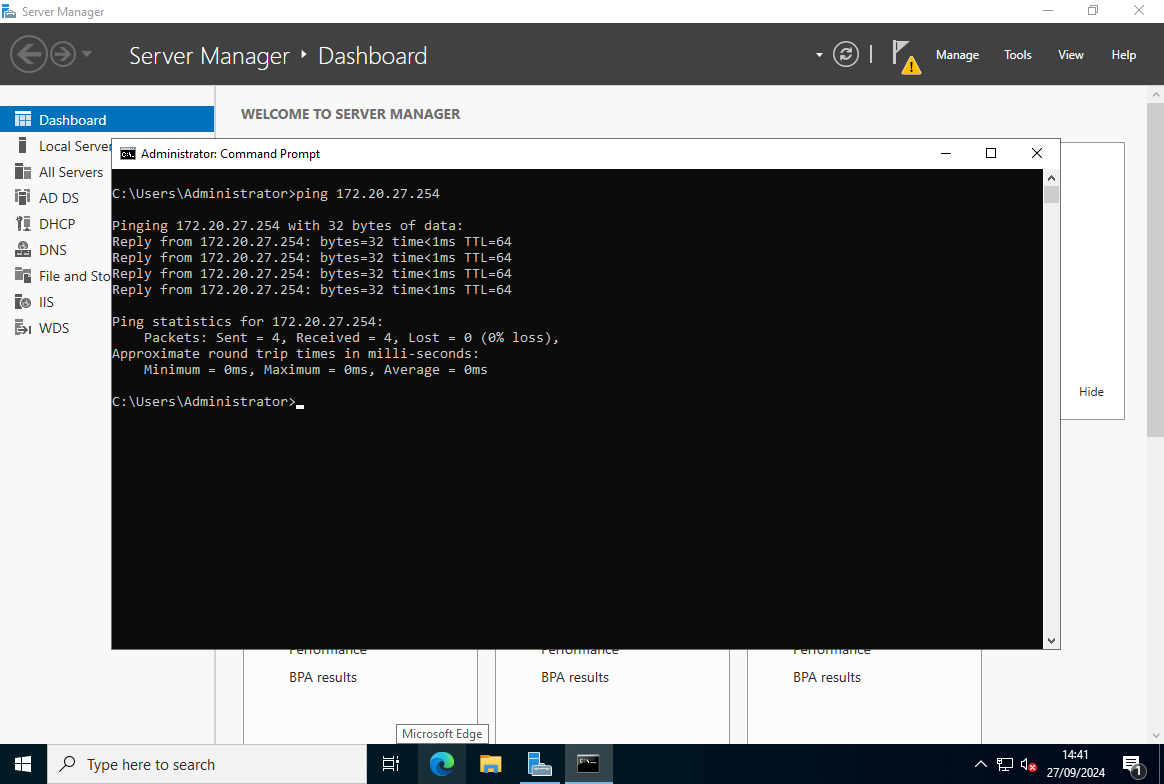 Server Manager
Server Manager • Dashboard
Manage
Tools
View
Help
Dashboard
Local Server
All Servers
AD DS
DHCP
DNS
File and Sto
IIS
WDS
WELCOME TO SERVER MANAGER
Administrator: Command Prompt
C:\Users\Administrator>ping 172.20.27.254
Pinging 172.20.27.254 with 32 bytes of data:
Reply from 172.20.27.254: bytes=32 time<1ms TTL=64
Reply from 172.20.27.254: bytes=32 time<1ms TTL=64
Reply from 172.20.27.254: bytes=32 time<1ms TTL=64
Reply from 172.20.27.254: bytes=32 time<1ms TTL=64
Ping statistics for 172.20.27.254:
Packets: Sent = 4, Received = 4, Lost = 0 (0% loss),
Approximate round trip times in milli-seconds:
Minimum = 0ms, Maximum = 0ms, Average = 0ms
C:\Users\Administrator>
Hide
Performance
Performance
Performance
BPA results
BPA results
BPA results
Microsoft Edge
Type here to search
14:41
27/09/2024
1